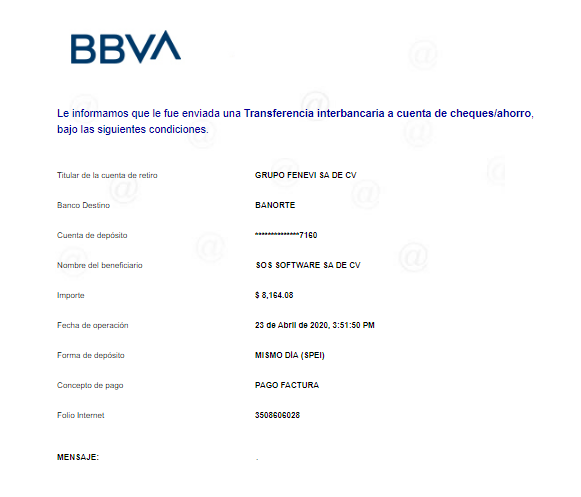 BBVA
Le informamos que le fue enviada una Transferencia interbancaria a cuenta de cheques/ahorro,
bajo las siguientes condiciones.
Titular de la cuenta de retiro GRUPO FENEVI SA DE CV
Banco Destino BANORTE
Cuenta de depósito **************7160
Nombre del beneficiario SOS SOFTWARE SA DE CV
Importe $ 8,164.08
Fecha de operación 23 de Abril de 2020, 3:51:50 PM
Forma de depósito MISMO DÍA (SPEI)
Concepto de pago PAGO FACTURA
Folio Internet 3508606028
MENSAJE: .